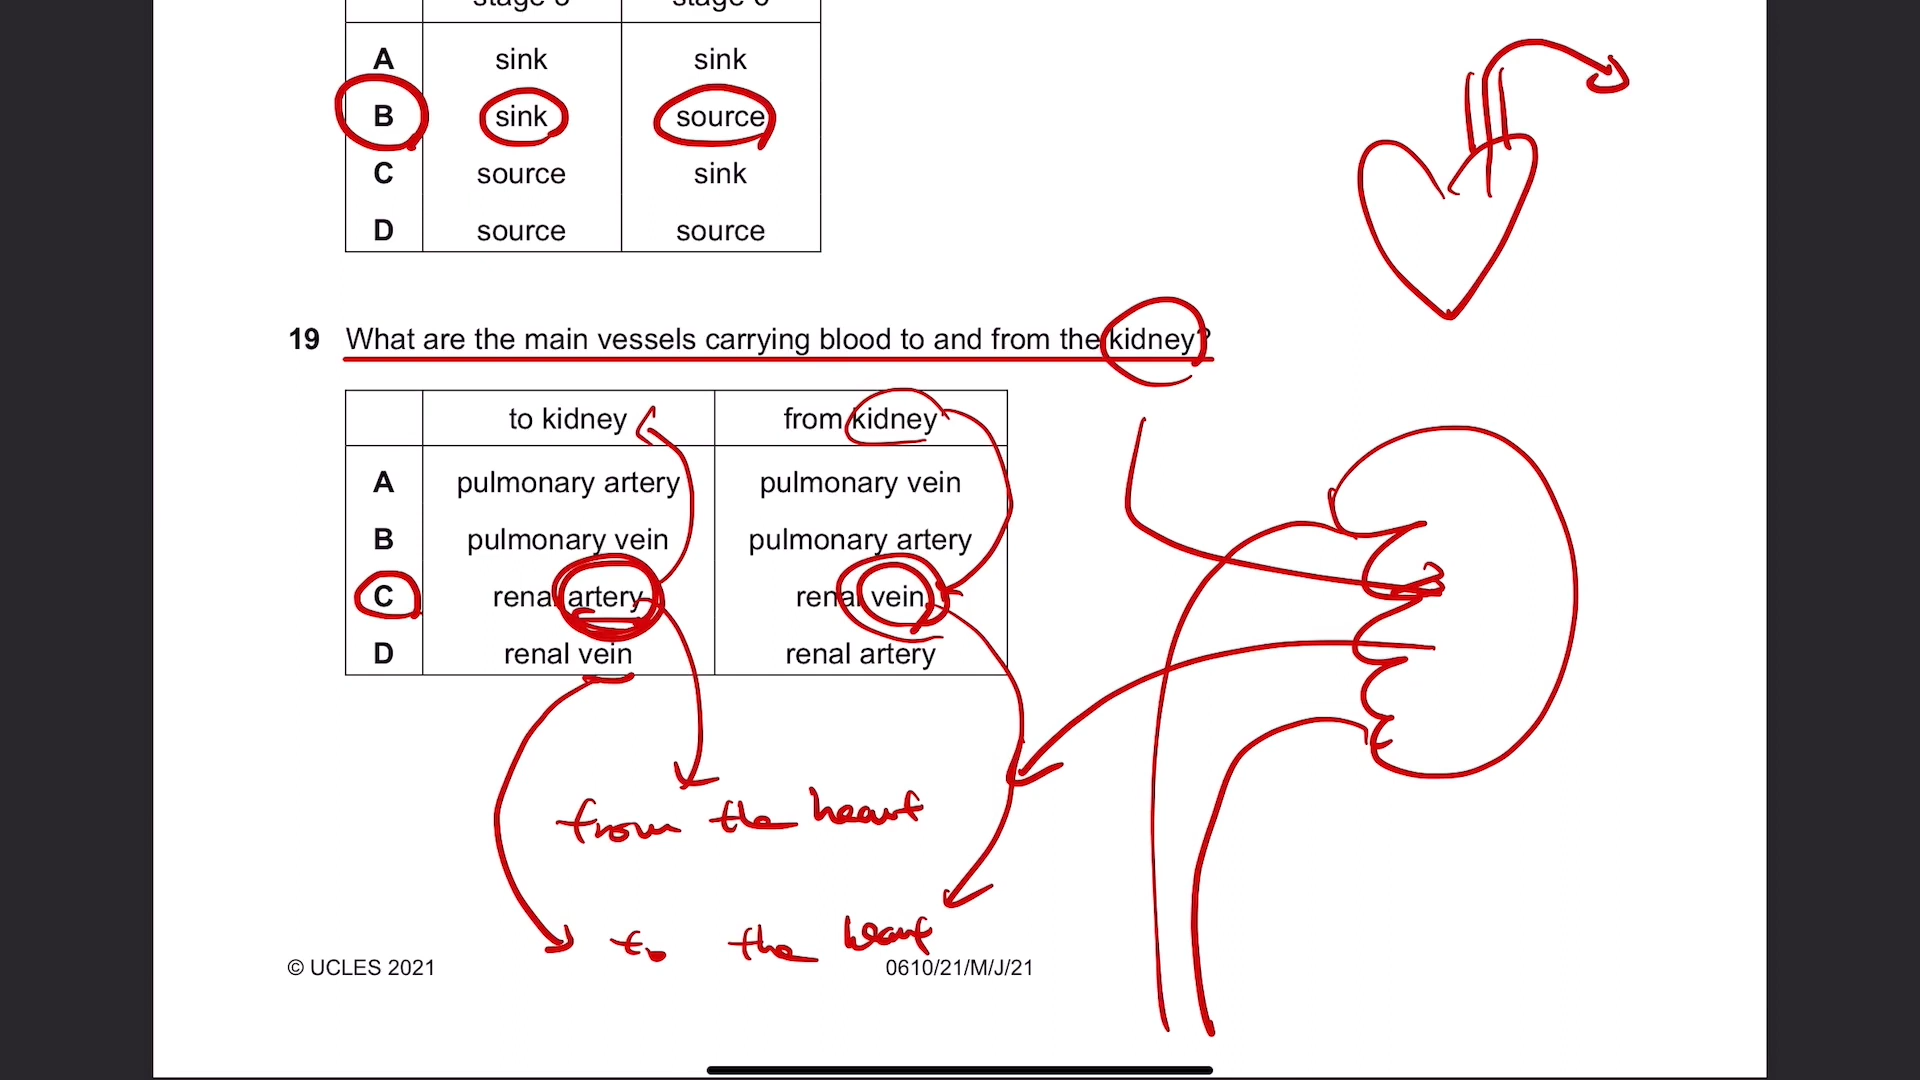 stage 6
A sink sink
B sink source
C source sink
D source source
19 What are the main vessels carrying blood to and from the kidney?
to kidney from kidney
A pulmonary artery pulmonary vein
B pulmonary vein pulmonary artery
C renal artery renal vein
D renal vein renal artery
from the heart
to the heart
© UCLES 2021 0610/21/M/J/21